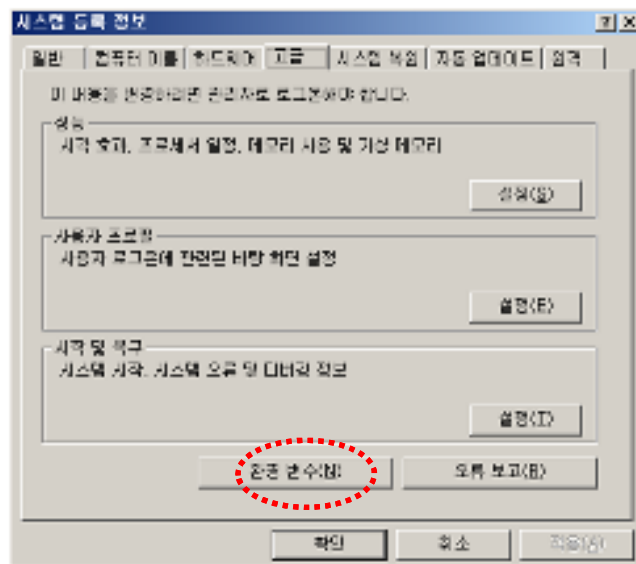 시스템 등록 정보
일반 컴퓨터 이름 하드웨어 고급 시스템 복원 자동 업데이트 원격
이 내용을 변경하려면 관리자로 로그온해야 합니다.
성능
시각 효과, 프로세서 일정, 메모리 사용 및 가상 메모리
설정(S)
사용자 프로필
사용자 로그온에 관련된 바탕 화면 설정
설정(E)
시작 및 복구
시스템 시작, 시스템 오류 및 디버깅 정보
설정(T)
환경 변수(N) 오류 보고(R)
확인 취소 적용(A)